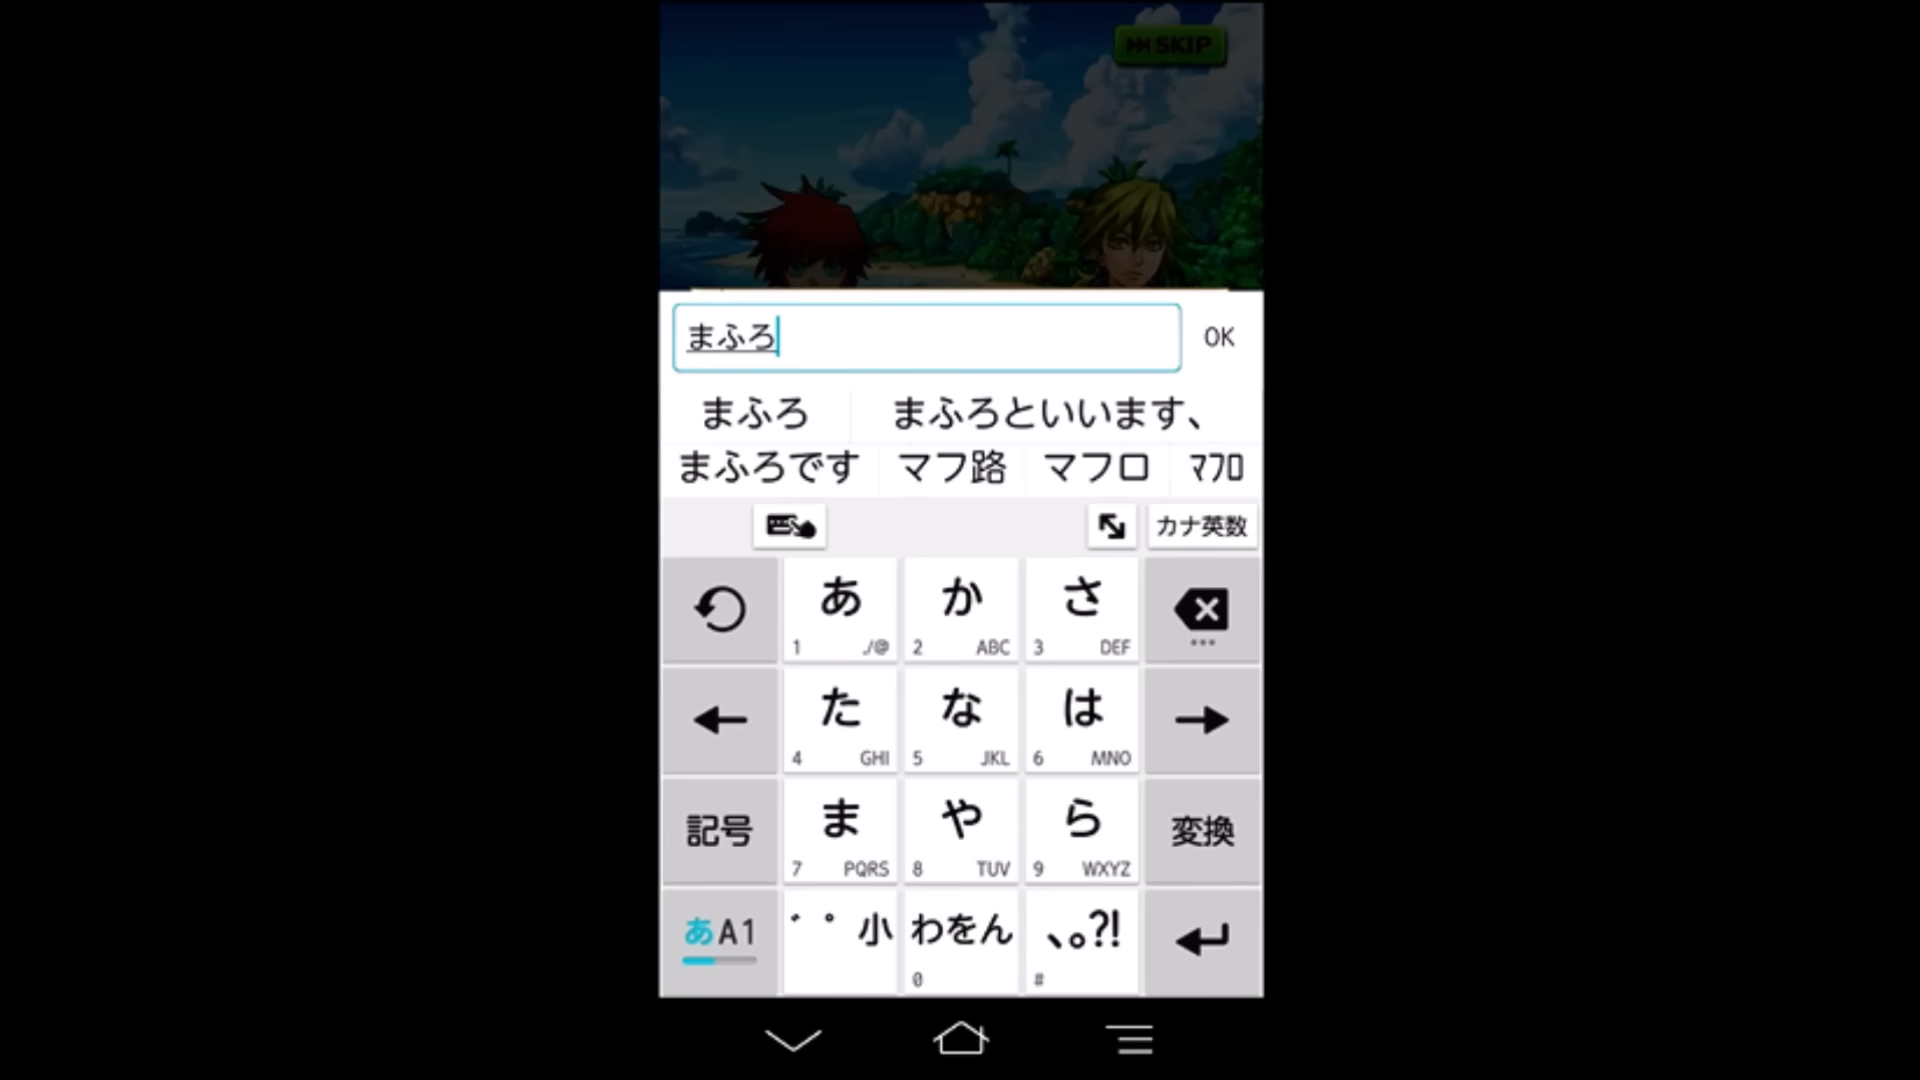 SKIP
まふろ OK
まふろ まふろといいます、
まふろです マフ路 マフロ ﾏﾌﾛ
カナ英数
あ か さ
1 ./@ 2 ABC 3 DEF
た な は
4 GHI 5 JKL 6 MNO
記号 ま や ら 変換
7 PQRS 8 TUV 9 WXYZ
あA1 ゛゜小 わをん 、。?!
0 #